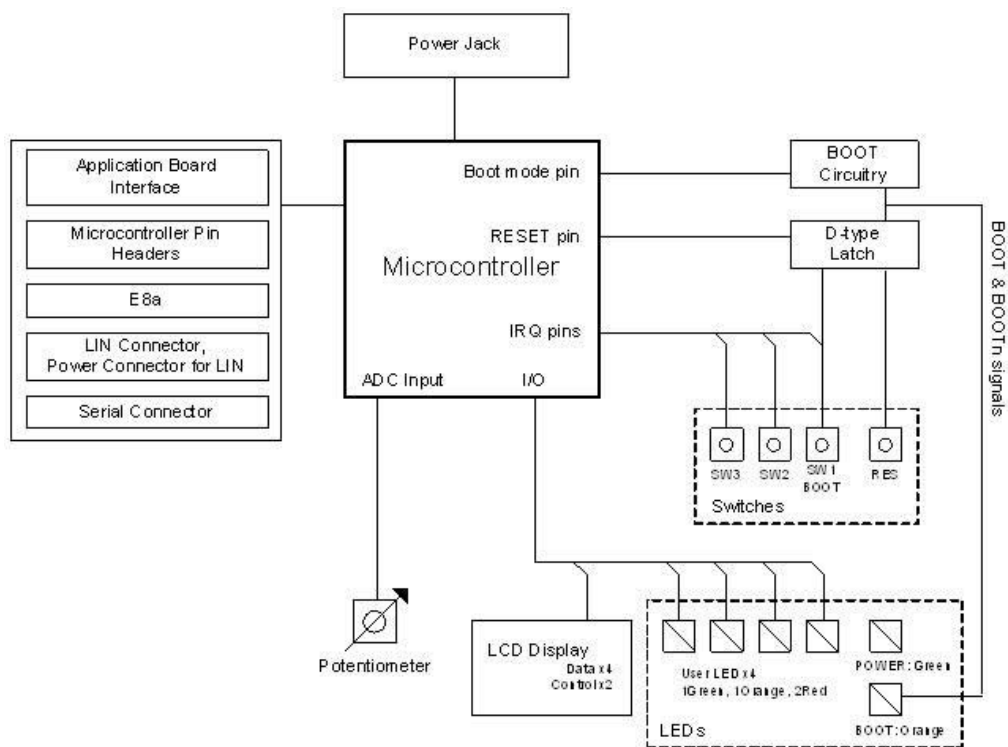 Power Jack
Application Board
Interface
Microcontroller Pin
Headers
E8a
LIN Connector,
Power Connector for LIN
Serial Connector
Boot mode pin
RESET pin
Microcontroller
IRQ pins
ADC Input
I/O
BOOT
Circuitry
D-type
Latch
BOOT & BOOTn signals
SW3
SW2
SW1
BOOT
RES
Switches
Potentiometer
LCD Display
Data x4
Control x2
User LED x4
1Green, 1Orange, 2Red
POWER: Green
BOOT: Orange
LEDs